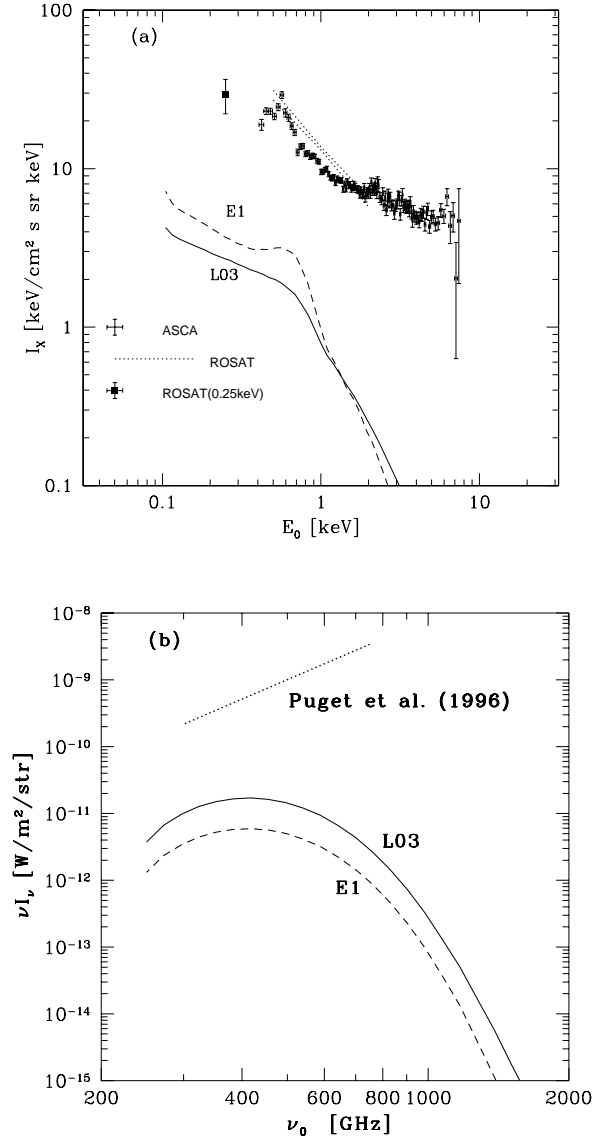 (a)
100
10
1
0.1
I_X [keV/cm² s sr keV]
E1
L03
ASCA
ROSAT
ROSAT(0.25keV)
0.1 1 10
E₀ [keV]
(b)
10⁻⁸
10⁻⁹
10⁻¹⁰
10⁻¹¹
10⁻¹²
10⁻¹³
10⁻¹⁴
10⁻¹⁵
νI_ν [W/m²/str]
Puget et al. (1996)
L03
E1
200 400 600 800 1000 2000
ν₀ [GHz]